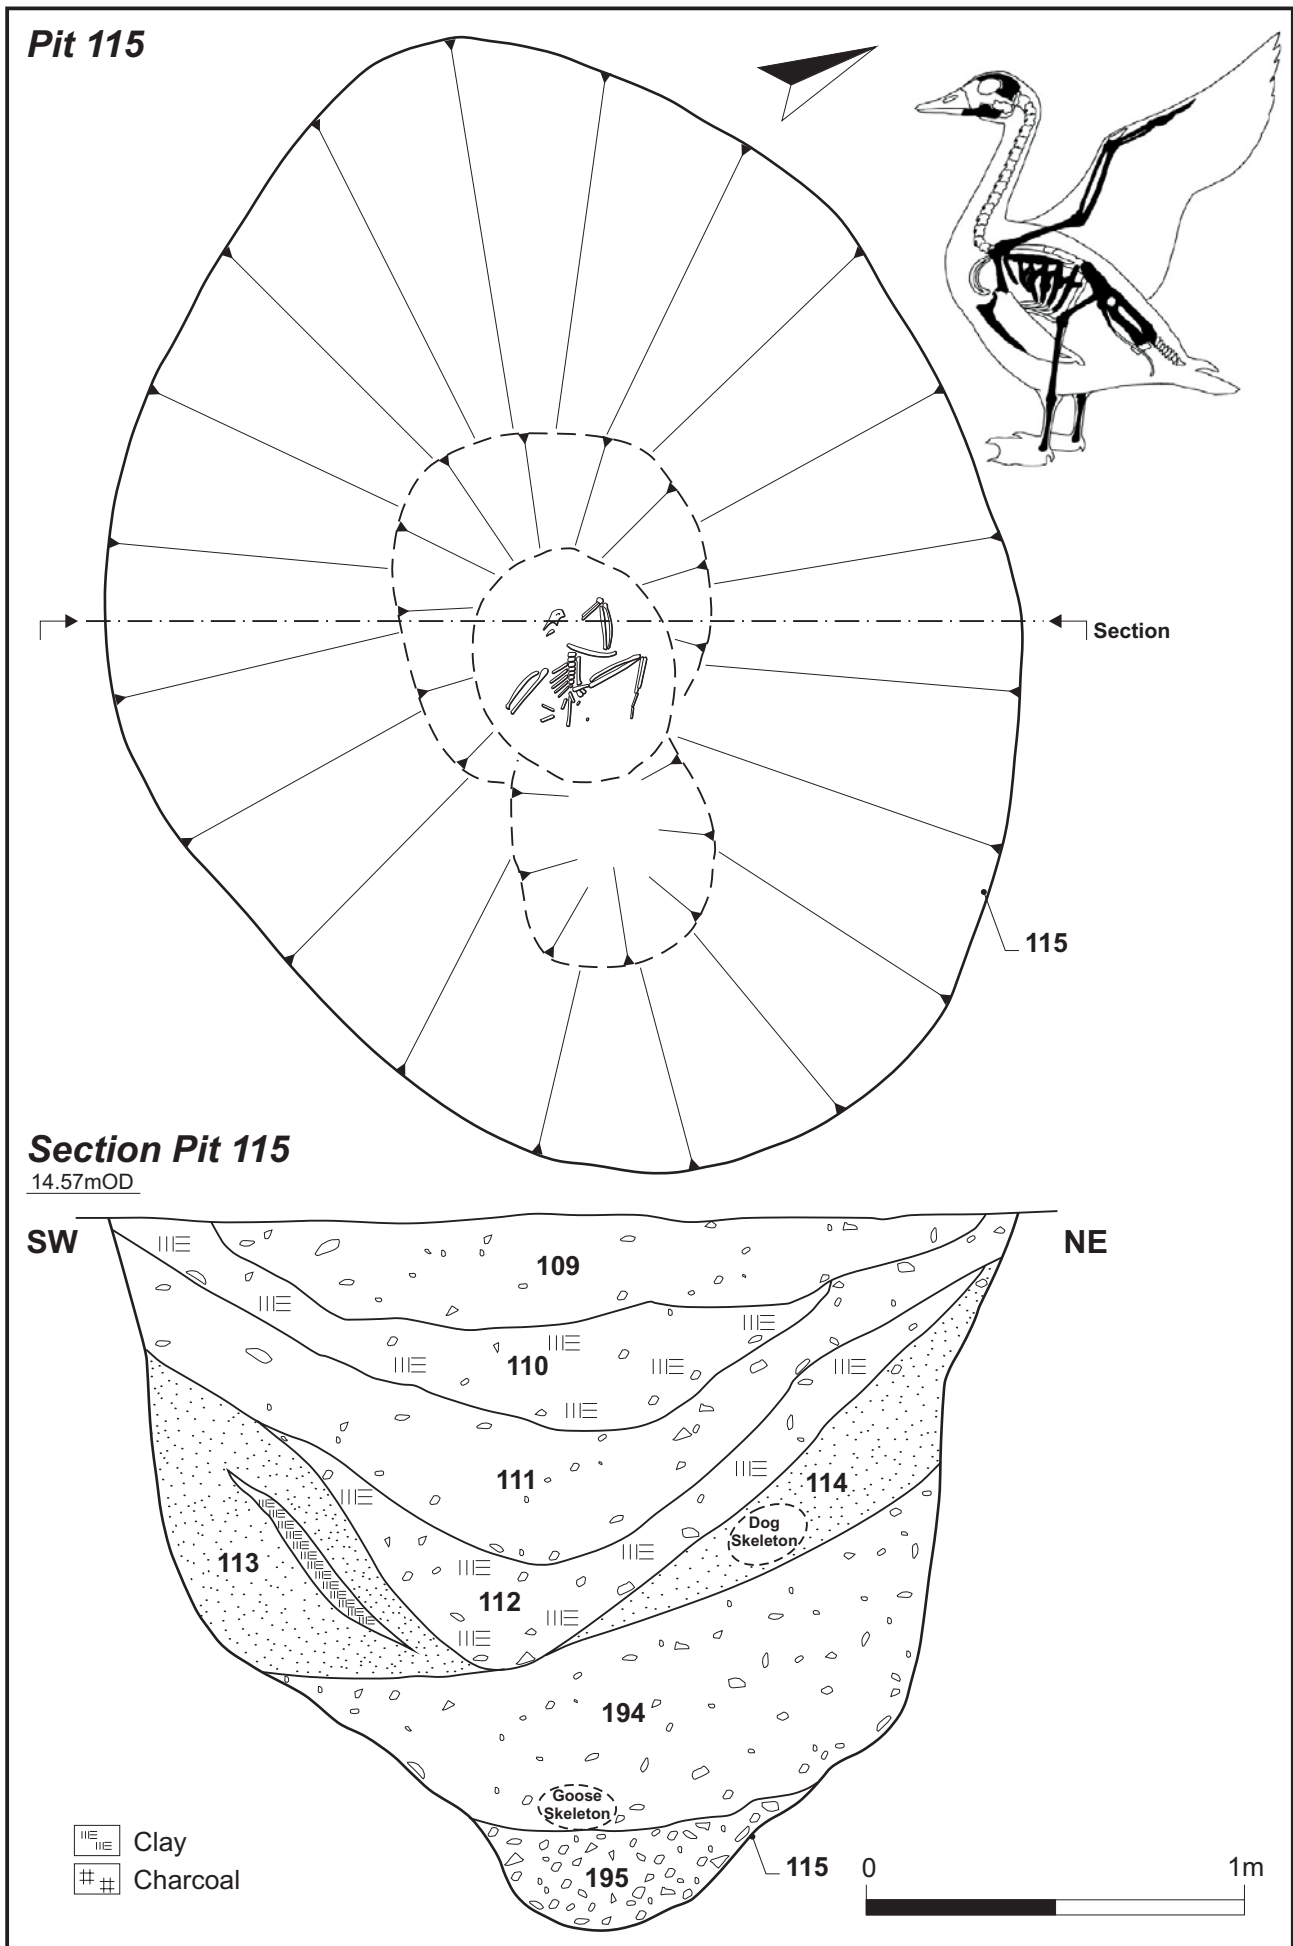 Pit 115
Section
115
Section Pit 115
14.57mOD
SW
NE
109
110
111
114
Dog
Skeleton
113
112
194
Goose
Skeleton
195
115
Clay
Charcoal
0
1m